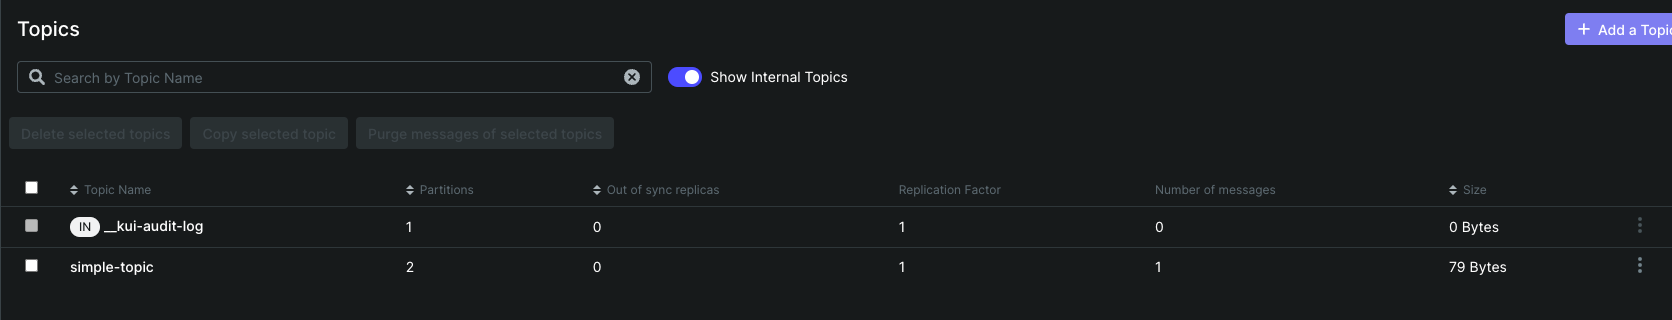 Topics
Add a Topic
Search by Topic Name
Show Internal Topics
Delete selected topics Copy selected topic Purge messages of selected topics
Topic Name Partitions Out of sync replicas Replication Factor Number of messages Size
IN __kui-audit-log 1 0 1 0 0 Bytes
simple-topic 2 0 1 1 79 Bytes